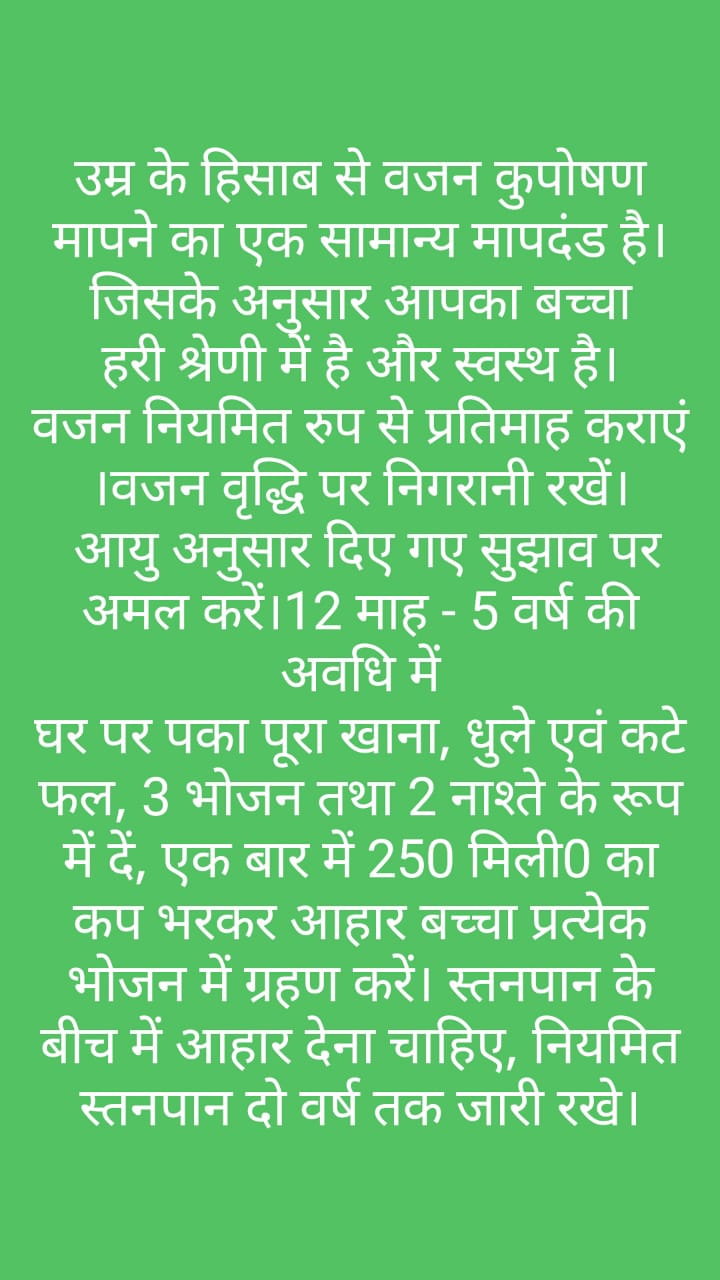 उम्र के हिसाब से वजन कुपोषण
मापने का एक सामान्य मापदंड है।
जिसके अनुसार आपका बच्चा
हरी श्रेणी में है और स्वस्थ है।
वजन नियमित रुप से प्रतिमाह कराएं
।वजन वृद्धि पर निगरानी रखें।
आयु अनुसार दिए गए सुझाव पर
अमल करें।12 माह - 5 वर्ष की
अवधि में
घर पर पका पूरा खाना, धुले एवं कटे
फल, 3 भोजन तथा 2 नाश्ते के रूप
में दें, एक बार में 250 मिली0 का
कप भरकर आहार बच्चा प्रत्येक
भोजन में ग्रहण करें। स्तनपान के
बीच में आहार देना चाहिए, नियमित
स्तनपान दो वर्ष तक जारी रखे।